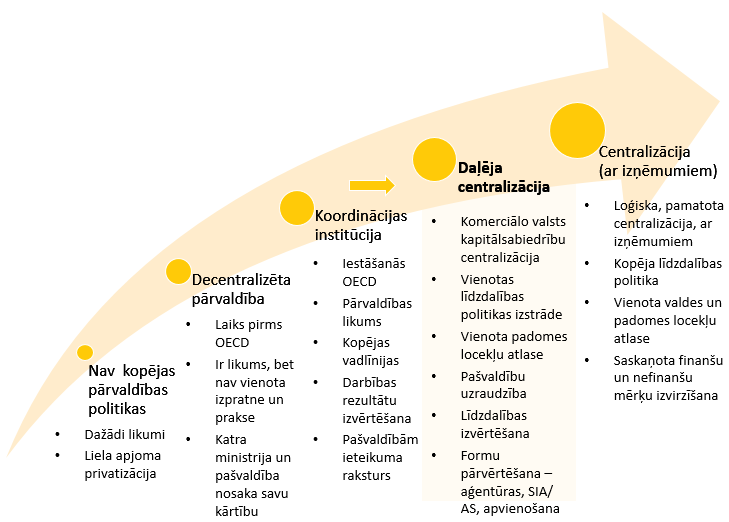 Nav kopējas
pārvaldības
politikas
• Dažādi likumi
• Liela apjoma
privatizācija
Decentralizēta
pārvaldība
• Laiks pirms
OECD
• Ir likums, bet
nav vienota
izpratne un
prakse
• Katra
ministrija un
pašvaldība
nosaka savu
kārtību
Koordinācijas
institūcija
• Iestāšanās
OECD
• Pārvaldības
likums
• Kopējas
vadlīnijas
• Darbības
rezultātu
izvērtēšana
• Pašvaldībām
ieteikuma
raksturs
Daļēja
centralizācija
• Komerciālo valsts
kapitālsabiedrību
centralizācija
• Vienotas
līdzdalības
politikas izstrāde
• Vienota padomes
locekļu atlase
• Pašvaldību
uzraudzība
• Līdzdalības
izvērtēšana
• Formu
pārvērtēšana –
aģentūras, SIA/
AS, apvienošana
Centralizācija
(ar izņēmumiem)
• Loģiska, pamatota
centralizācija, ar
izņēmumiem
• Kopēja līdzdalības
politika
• Vienota valdes un
padomes locekļu
atlase
• Saskaņota finanšu
un nefinanšu
mērķu izvirzīšana